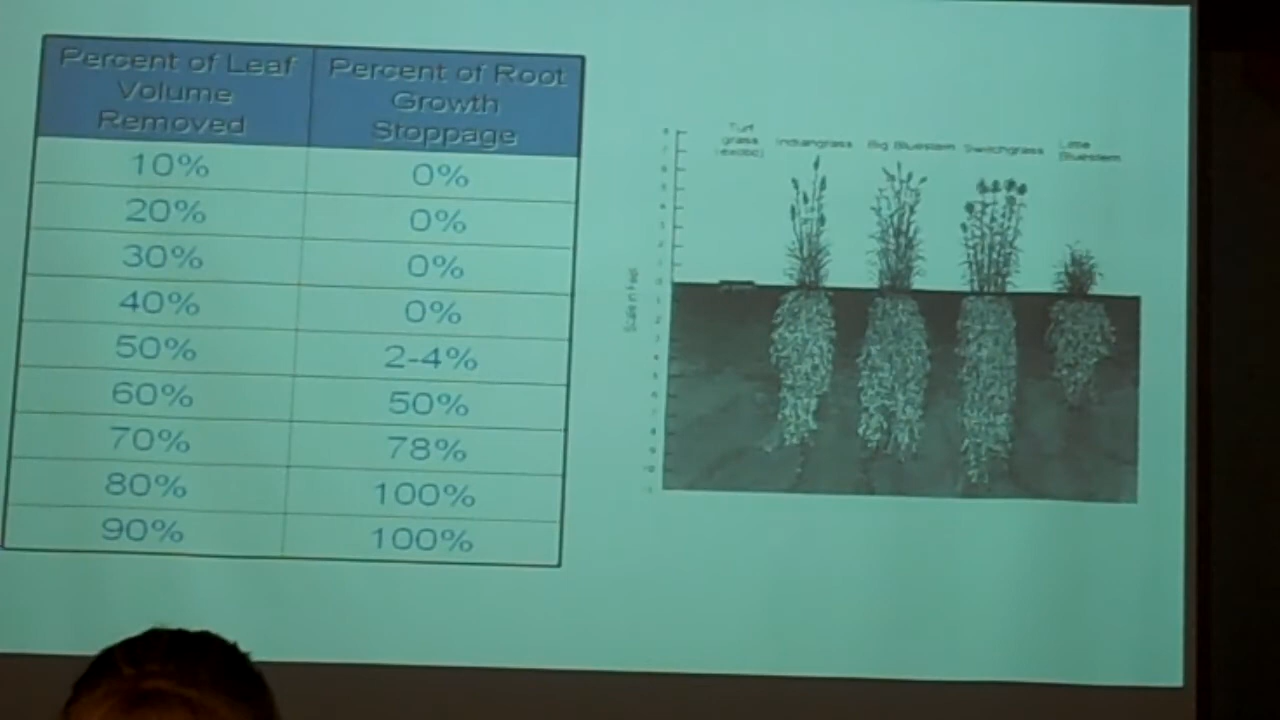 Percent of Leaf
Volume
Removed
Percent of Root
Growth
Stoppage
10%
0%
20%
0%
30%
0%
40%
0%
50%
2-4%
60%
50%
70%
78%
80%
100%
90%
100%
Turf
grass
(exotic)
Indiangrass
Big Bluestem
Switchgrass
Little
Bluestem